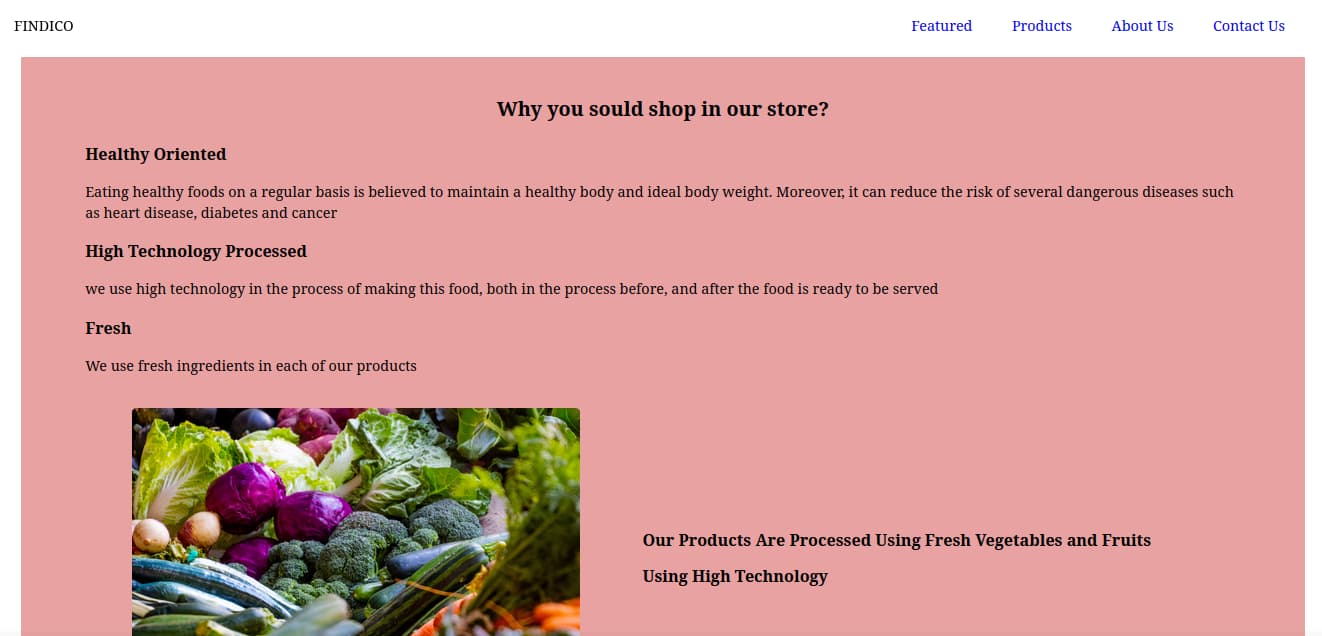 FINDICO
Featured Products About Us Contact Us
Why you sould shop in our store?
Healthy Oriented
Eating healthy foods on a regular basis is believed to maintain a healthy body and ideal body weight. Moreover, it can reduce the risk of several dangerous diseases such
as heart disease, diabetes and cancer
High Technology Processed
we use high technology in the process of making this food, both in the process before, and after the food is ready to be served
Fresh
We use fresh ingredients in each of our products
Our Products Are Processed Using Fresh Vegetables and Fruits
Using High Technology